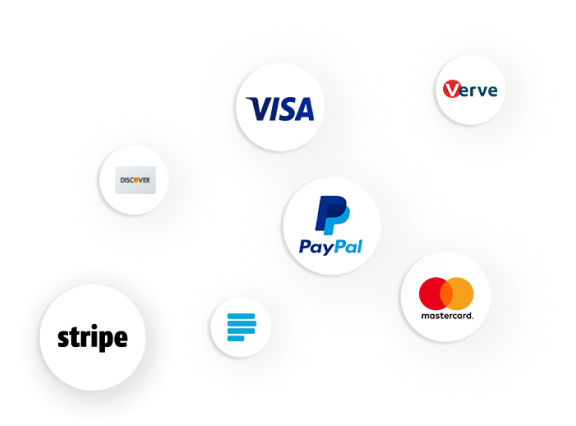 VISA
Verve
DISCOVER
PayPal
mastercard.
stripe